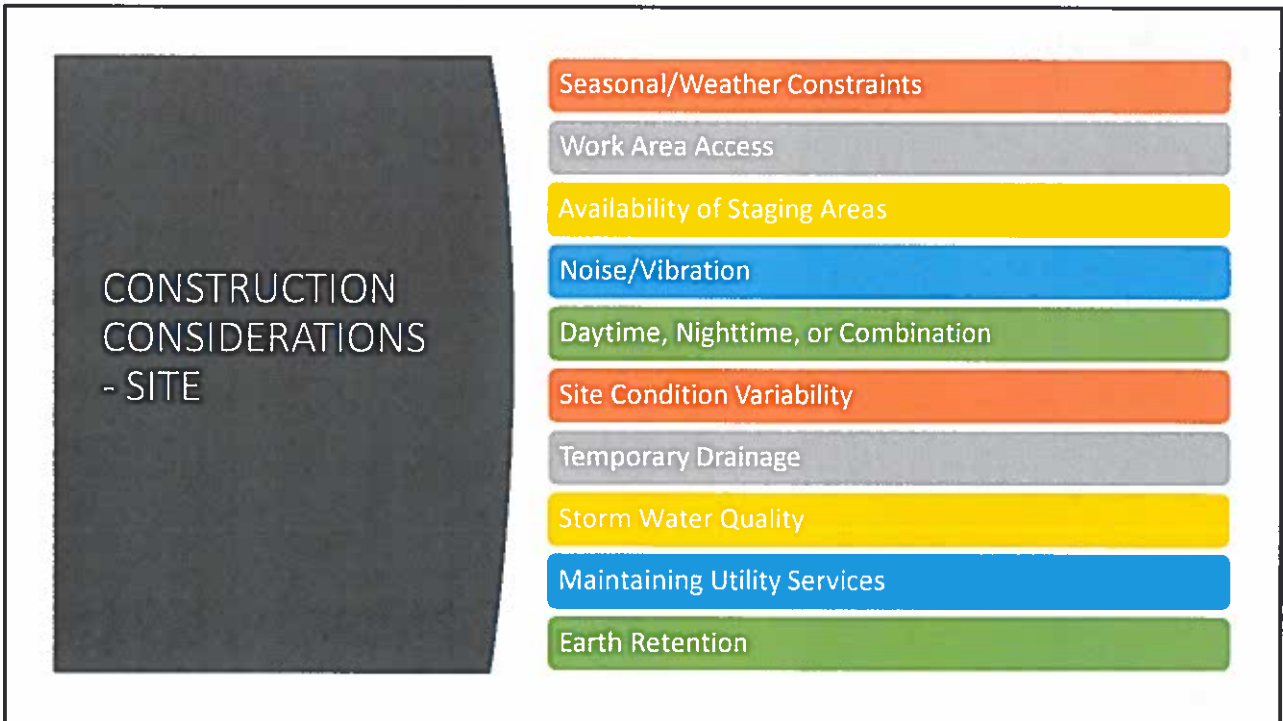 CONSTRUCTION
CONSIDERATIONS
- SITE
Seasonal/Weather Constraints
Work Area Access
Availability of Staging Areas
Noise/Vibration
Daytime, Nighttime, or Combination
Site Condition Variability
Temporary Drainage
Storm Water Quality
Maintaining Utility Services
Earth Retention